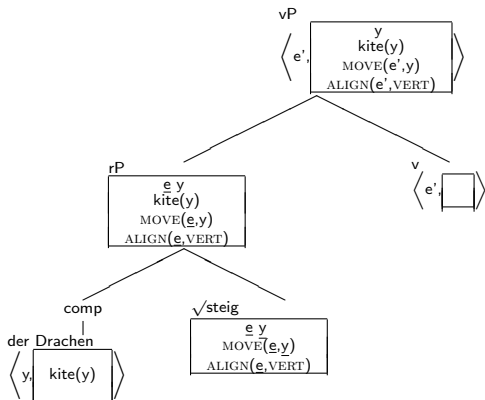 vP
y
⟨ e', kite(y) ⟩
MOVE(e',y)
ALIGN(e',VERT)
rP
e y
kite(y)
MOVE(e,y)
ALIGN(e,VERT)
v
⟨ e', ⟩
comp
der Drachen
⟨ y, kite(y) ⟩
√steig
e y
MOVE(e,y)
ALIGN(e,VERT)